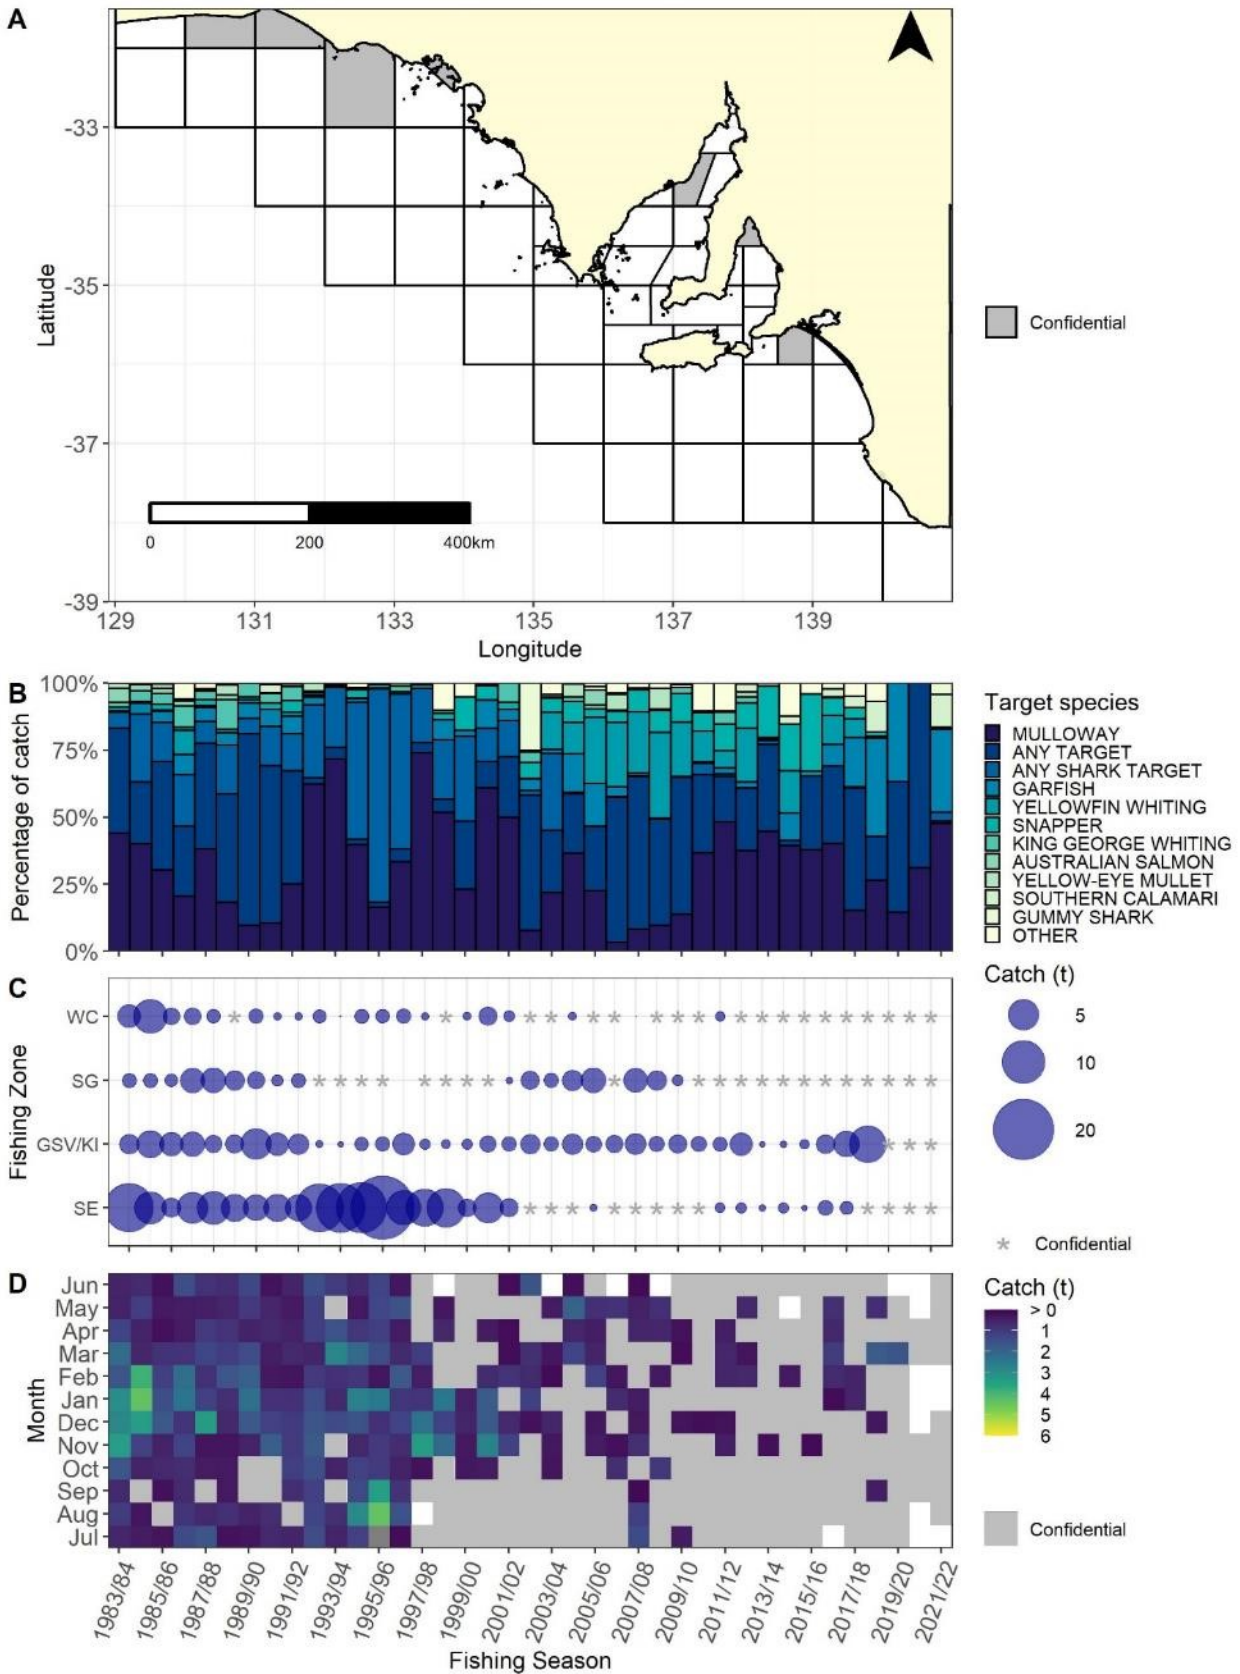 A
-33
-35
-37
-39
Latitude
0 200 400km
129 131 133 135 137 139
Longitude
Confidential
B
100%
75%
50%
25%
0%
Percentage of catch
Target species
MULLOWAY
ANY TARGET
ANY SHARK TARGET
GARFISH
YELLOWFIN WHITING
SNAPPER
KING GEORGE WHITING
AUSTRALIAN SALMON
YELLOW-EYE MULLET
SOUTHERN CALAMARI
GUMMY SHARK
OTHER
C
WC
SG
GSV/KI
SE
Fishing Zone
Catch (t)
5
10
20
* Confidential
D
Jun
May
Apr
Mar
Feb
Jan
Dec
Nov
Oct
Sep
Aug
Jul
Month
Catch (t)
> 0
1
2
3
4
5
6
Confidential
1983/84 1985/86 1987/88 1989/90 1991/92 1993/94 1995/96 1997/98 1999/00 2001/02 2003/04 2005/06 2007/08 2009/10 2011/12 2013/14 2015/16 2017/18 2019/20 2021/22
Fishing Season